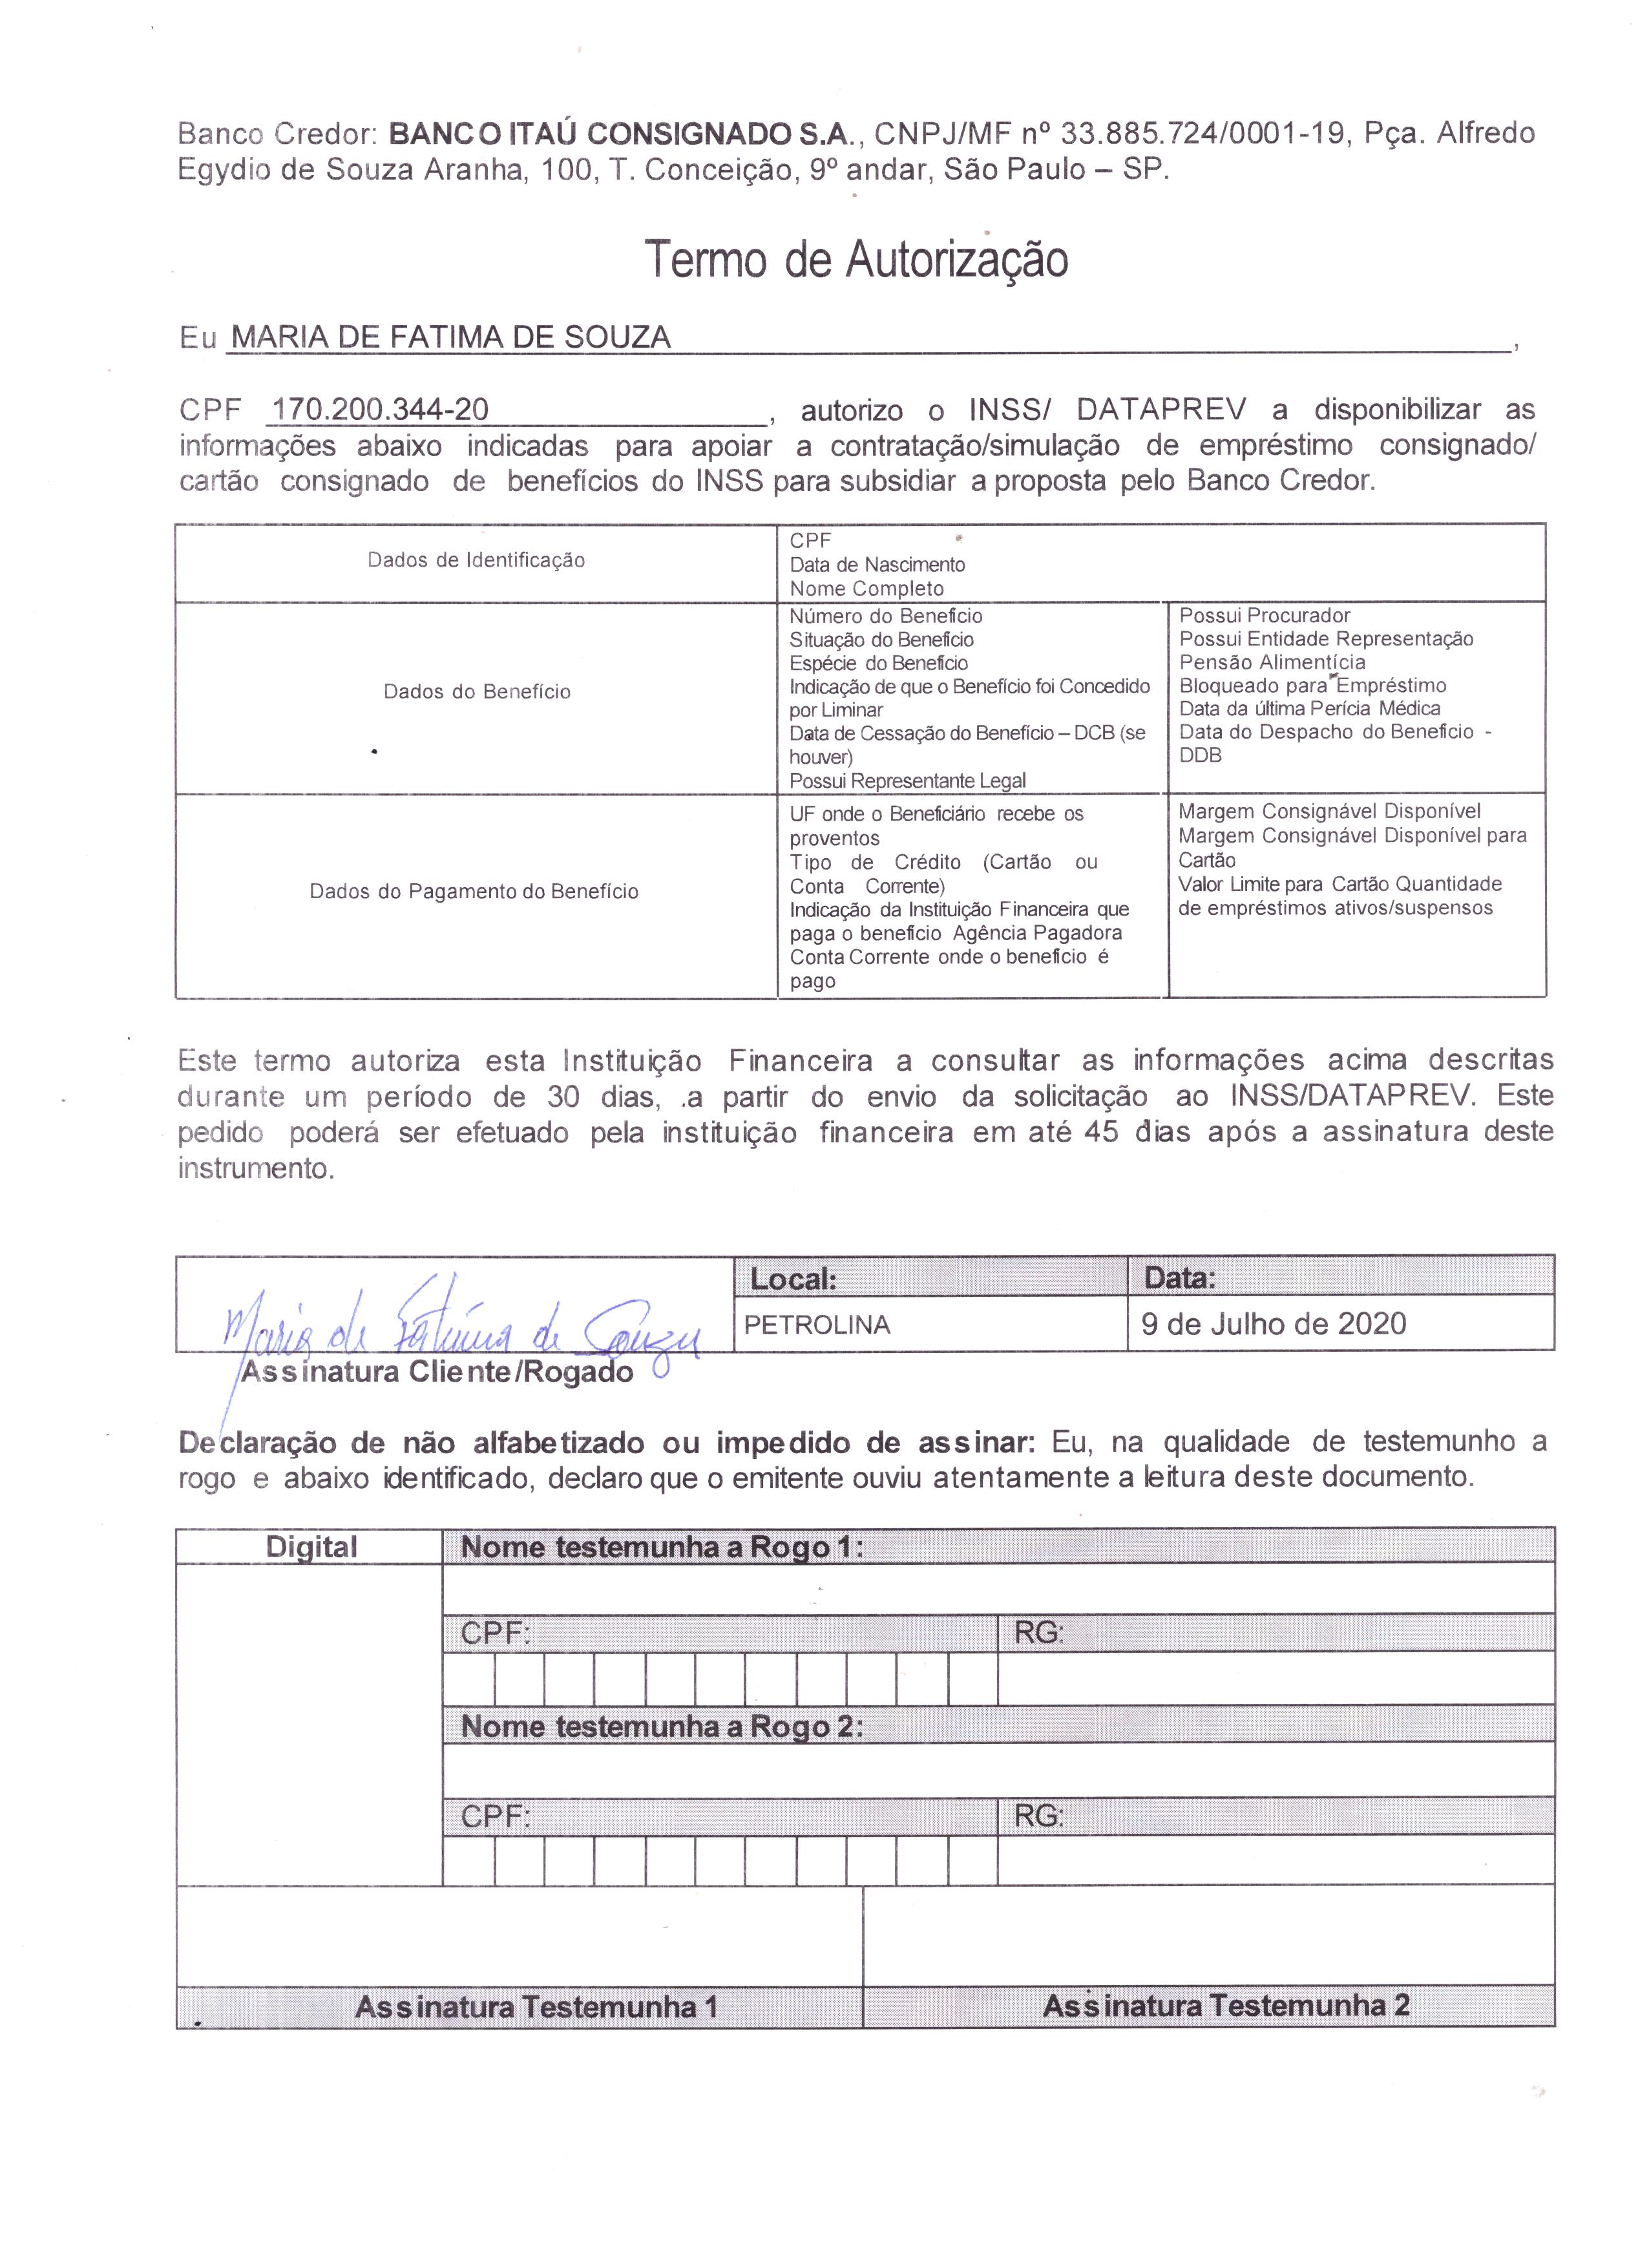 Banco Credor: BANCO ITAÚ CONSIGNADO S.A., CNPJ/MF nº 33.885.724/0001-19, Pça. Alfredo
Egydio de Souza Aranha, 100, T. Conceição, 9º andar, São Paulo – SP.
Termo de Autorização
Eu MARIA DE FATIMA DE SOUZA,
CPF 170.200.344-20, autorizo o INSS/ DATAPREV a disponibilizar as
informações abaixo indicadas para apoiar a contratação/simulação de empréstimo consignado/
cartão consignado de benefícios do INSS para subsidiar a proposta pelo Banco Credor.
Dados de Identificação
CPF
Data de Nascimento
Nome Completo
Dados do Benefício
Número do Benefício
Situação do Benefício
Espécie do Benefício
Indicação de que o Benefício foi Concedido
por Liminar
Data de Cessação do Benefício – DCB (se
houver)
Possui Representante Legal
Possui Procurador
Possui Entidade Representação
Pensão Alimentícia
Bloqueado para Empréstimo
Data da última Perícia Médica
Data do Despacho do Benefício -
DDB
Dados do Pagamento do Benefício
UF onde o Beneficiário recebe os
proventos
Tipo de Crédito (Cartão ou
Conta Corrente)
Indicação da Instituição Financeira que
paga o benefício Agência Pagadora
Conta Corrente onde o benefício é
pago
Margem Consignável Disponível
Margem Consignável Disponível para
Cartão
Valor Limite para Cartão Quantidade
de empréstimos ativos/suspensos
Este termo autoriza esta Instituição Financeira a consultar as informações acima descritas
durante um período de 30 dias, .a partir do envio da solicitação ao INSS/DATAPREV. Este
pedido poderá ser efetuado pela instituição financeira em até 45 dias após a assinatura deste
instrumento.
Maria de Fátima de Souza
Assinatura Cliente/Rogado
Local:
PETROLINA
Data:
9 de Julho de 2020
Declaração de não alfabetizado ou impedido de assinar: Eu, na qualidade de testemunho a
rogo e abaixo identificado, declaro que o emitente ouviu atentamente a leitura deste documento.
Digital
Nome testemunha a Rogo 1:
CPF:
RG:
Nome testemunha a Rogo 2:
CPF:
RG:
Assinatura Testemunha 1
Assinatura Testemunha 2